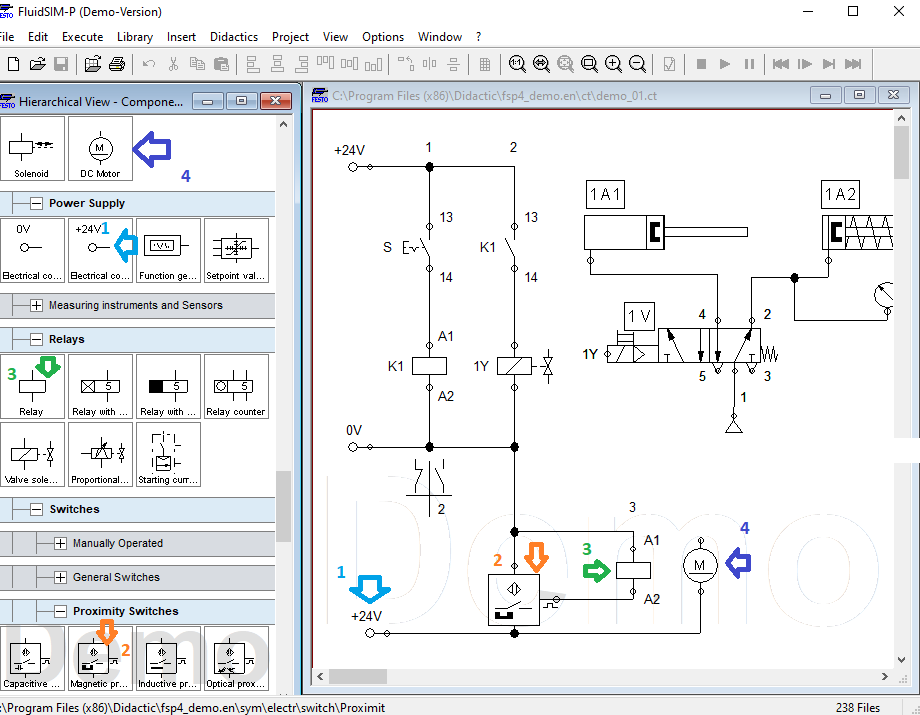 FluidSIM-P (Demo-Version)
File Edit Execute Library Insert Didactics Project View Options Window ?
FESTO Hierarchical View - Compone...
Solenoid DC Motor
4
Power Supply
0V +24V 1
Electrical co... Electrical co... Function ge... Setpoint val...
Measuring instruments and Sensors
Relays
3 5 5 5
Relay Relay with ... Relay with ... Relay counter
Valve sole... Proportional... Starting curr...
Switches
Manually Operated
General Switches
Proximity Switches
2
Capacitive ... Magnetic pr... Inductive pr... Optical prox...
Demo
FESTO C:\Program Files (x86)\Didactic\fsp4_demo.en\ct\demo_01.ct
+24V 1 2
1A1 1A2
13 13
S K1
14 14
1 V
4 2
A1
1Y
K1 1Y
5 3
A2
1
0V
2
3
Demo
A1
2 3 4
M
1
A2
+24V
:\Program Files (x86)\Didactic\fsp4_demo.en\sym\electr\switch\Proximit 238 Files